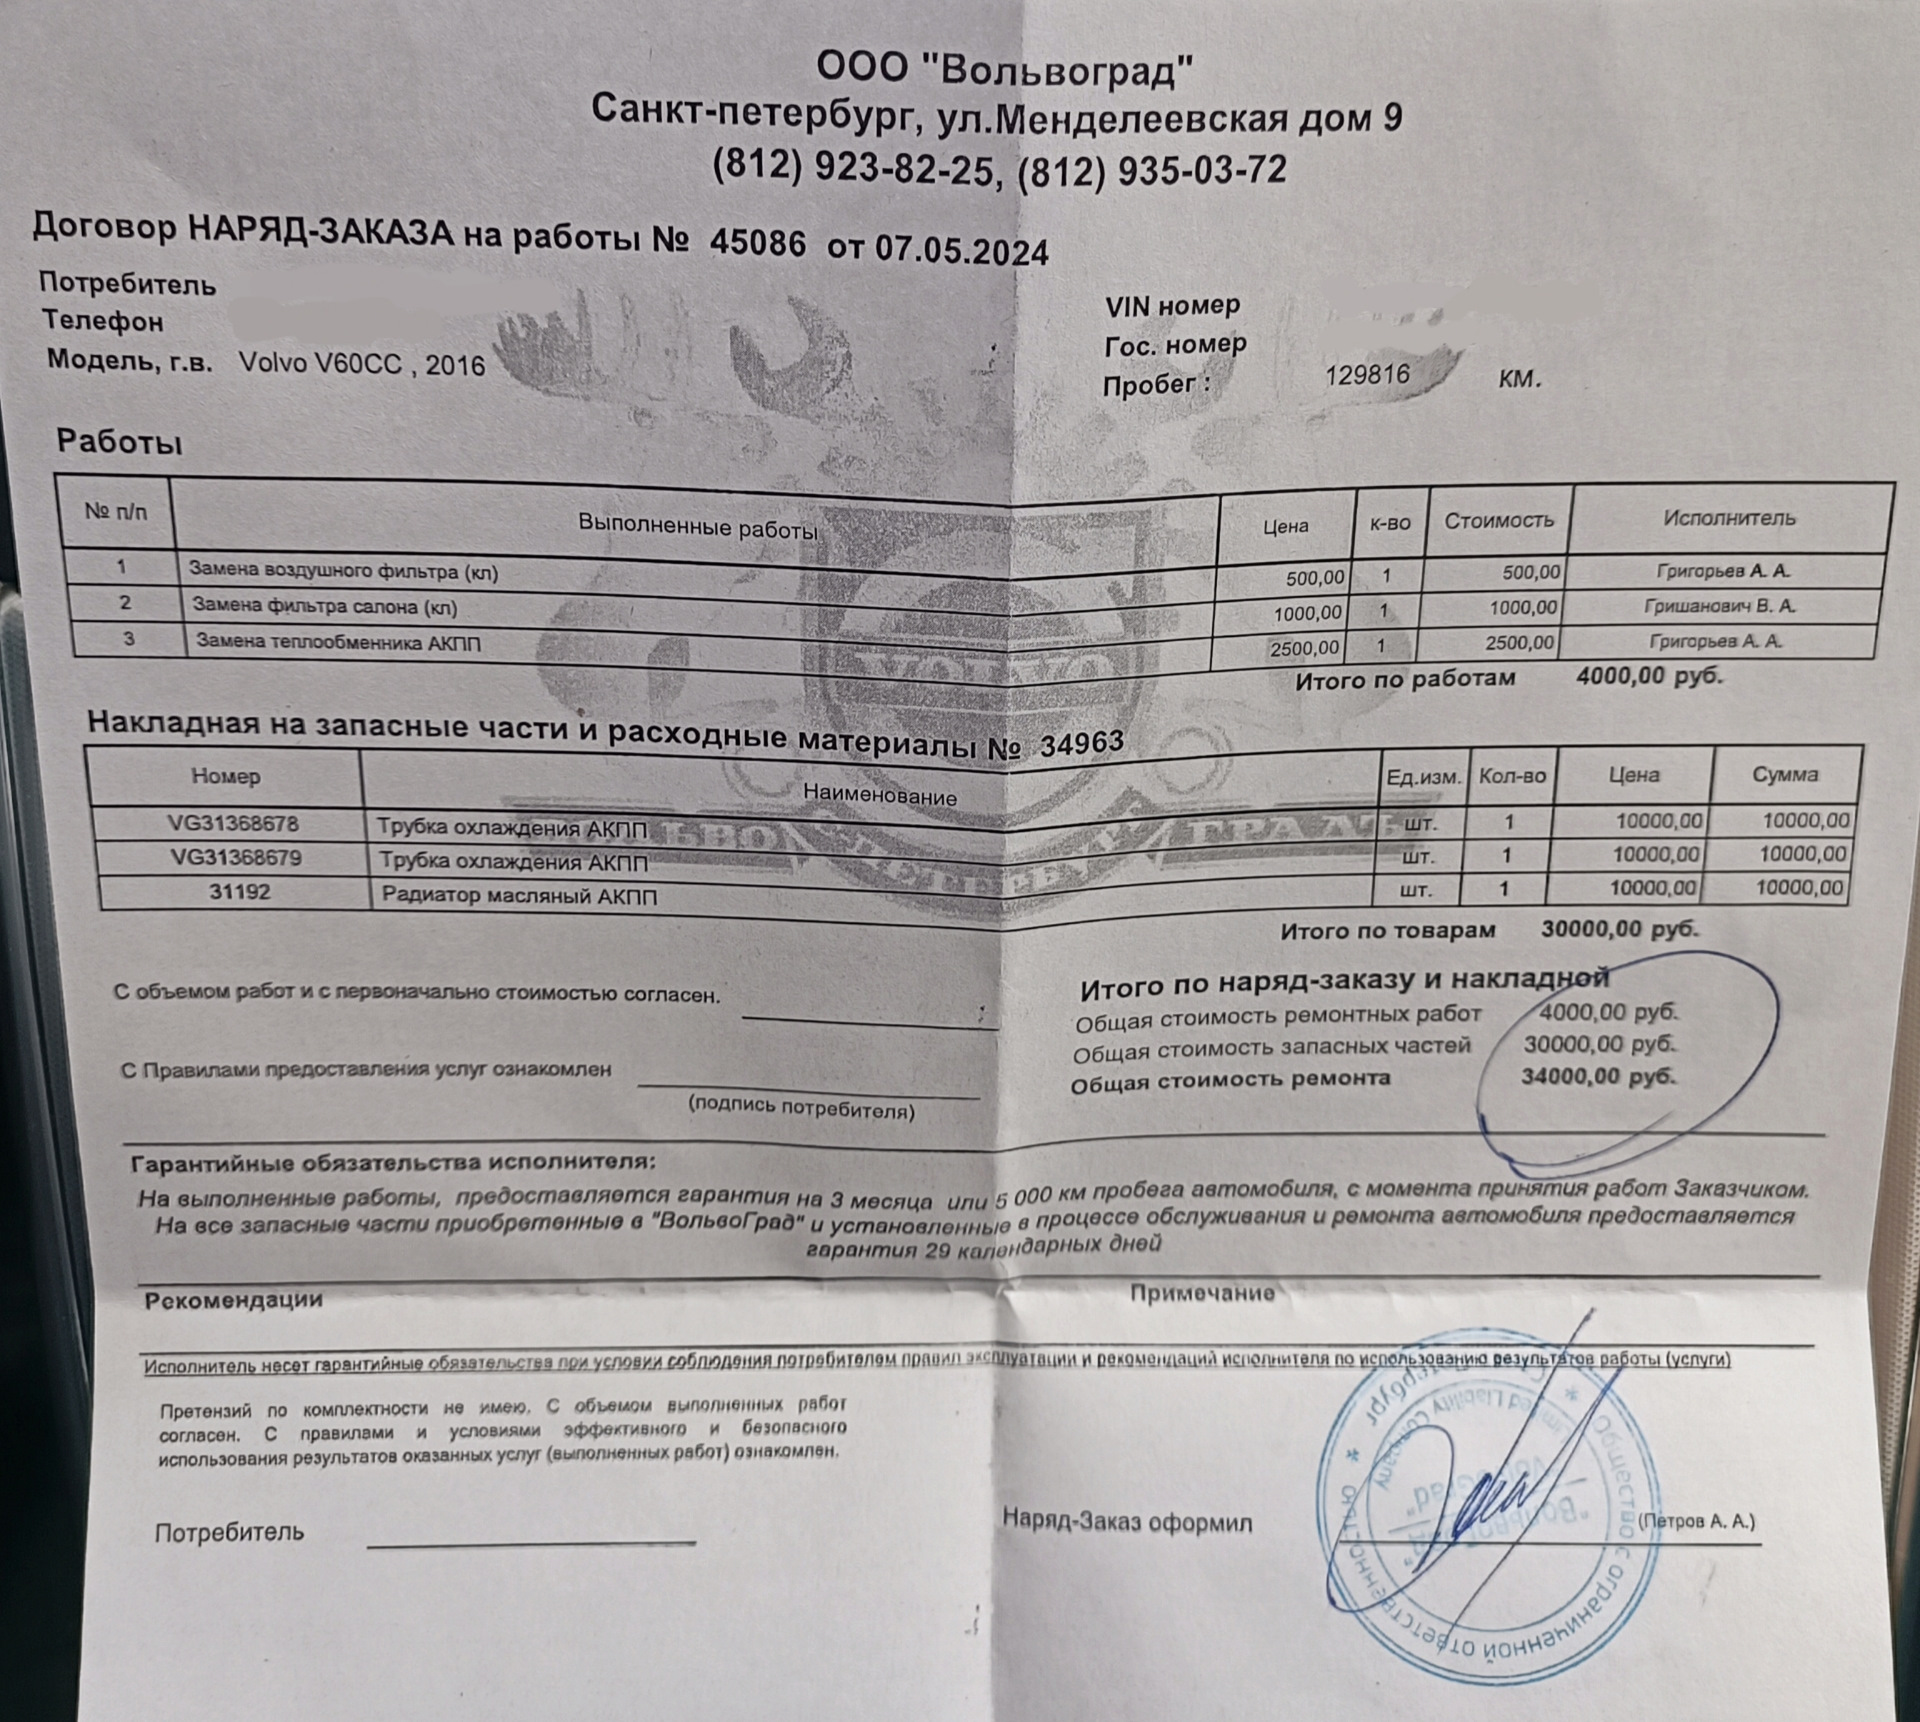 ООО "Вольвоград"
Санкт-петербург, ул.Менделеевская дом 9
(812) 923-82-25, (812) 935-03-72
Договор НАРЯД-ЗАКАЗА на работы № 45086 от 07.05.2024
Потребитель
Телефон
Модель, г.в. Volvo V60CC , 2016
VIN номер
Гос. номер
Пробег : 129816 км.
Работы
№ п/п Выполненные работы Цена к-во Стоимость Исполнитель
1 Замена воздушного фильтра (кл) 500,00 1 500,00 Григорьев А. А.
2 Замена фильтра салона (кл) 1000,00 1 1000,00 Гришанович В. А.
3 Замена теплообменника АКПП 2500,00 1 2500,00 Григорьев А. А.
Итого по работам 4000,00 руб.
Накладная на запасные части и расходные материалы № 34963
Номер Наименование Ед.изм. Кол-во Цена Сумма
VG31368678 Трубка охлаждения АКПП шт. 1 10000,00 10000,00
VG31368679 Трубка охлаждения АКПП шт. 1 10000,00 10000,00
31192 Радиатор масляный АКПП шт. 1 10000,00 10000,00
Итого по товарам 30000,00 руб.
С объемом работ и с первоначально стоимостью согласен.
С Правилами предоставления услуг ознакомлен
(подпись потребителя)
Итого по наряд-заказу и накладной
Общая стоимость ремонтных работ 4000,00 руб.
Общая стоимость запасных частей 30000,00 руб.
Общая стоимость ремонта 34000,00 руб.
Гарантийные обязательства исполнителя:
На выполненные работы, предоставляется гарантия на 3 месяца или 5 000 км пробега автомобиля, с момента принятия работ Заказчиком.
На все запасные части приобретенные в "ВольвоГрад" и установленные в процессе обслуживания и ремонта автомобиля предоставляется
гарантия 29 календарных дней
Рекомендации Примечание
Исполнитель несет гарантийные обязательства при условии соблюдения потребителем правил эксплуатации и рекомендаций исполнителя по использованию результатов работы (услуги)
Претензий по комплектности не имею. С объемом выполненных работ
согласен. С правилами и условиями эффективного и безопасного
использования результатов оказанных услуг (выполненных работ) ознакомлен.
Потребитель
Наряд-Заказ оформил (Петров А. А.)
Общество с ограниченной ответственностью
Limited Liability Company